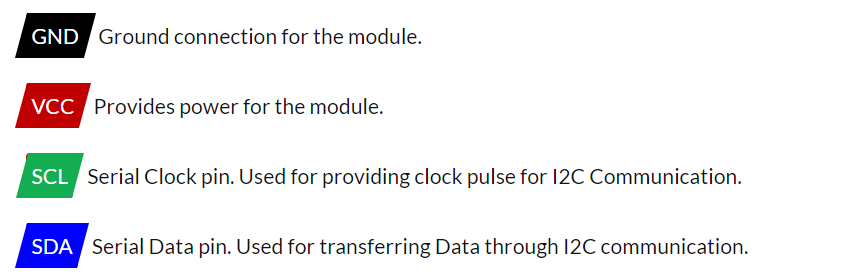 GND Ground connection for the module.
VCC Provides power for the module.
SCL Serial Clock pin. Used for providing clock pulse for I2C Communication.
SDA Serial Data pin. Used for transferring Data through I2C communication.